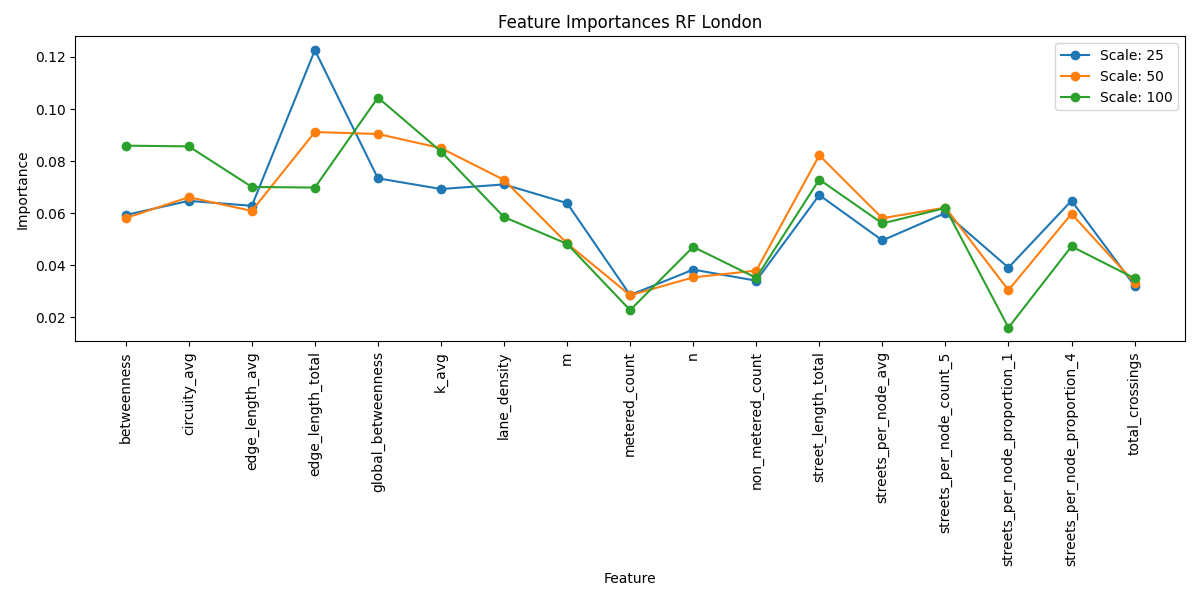 Feature Importances RF London
Importance
0.12
0.10
0.08
0.06
0.04
0.02
Scale: 25
Scale: 50
Scale: 100
betweenness
circuity_avg
edge_length_avg
edge_length_total
global_betweenness
k_avg
lane_density
m
metered_count
n
non_metered_count
street_length_total
streets_per_node_avg
streets_per_node_count_5
streets_per_node_proportion_1
streets_per_node_proportion_4
total_crossings
Feature